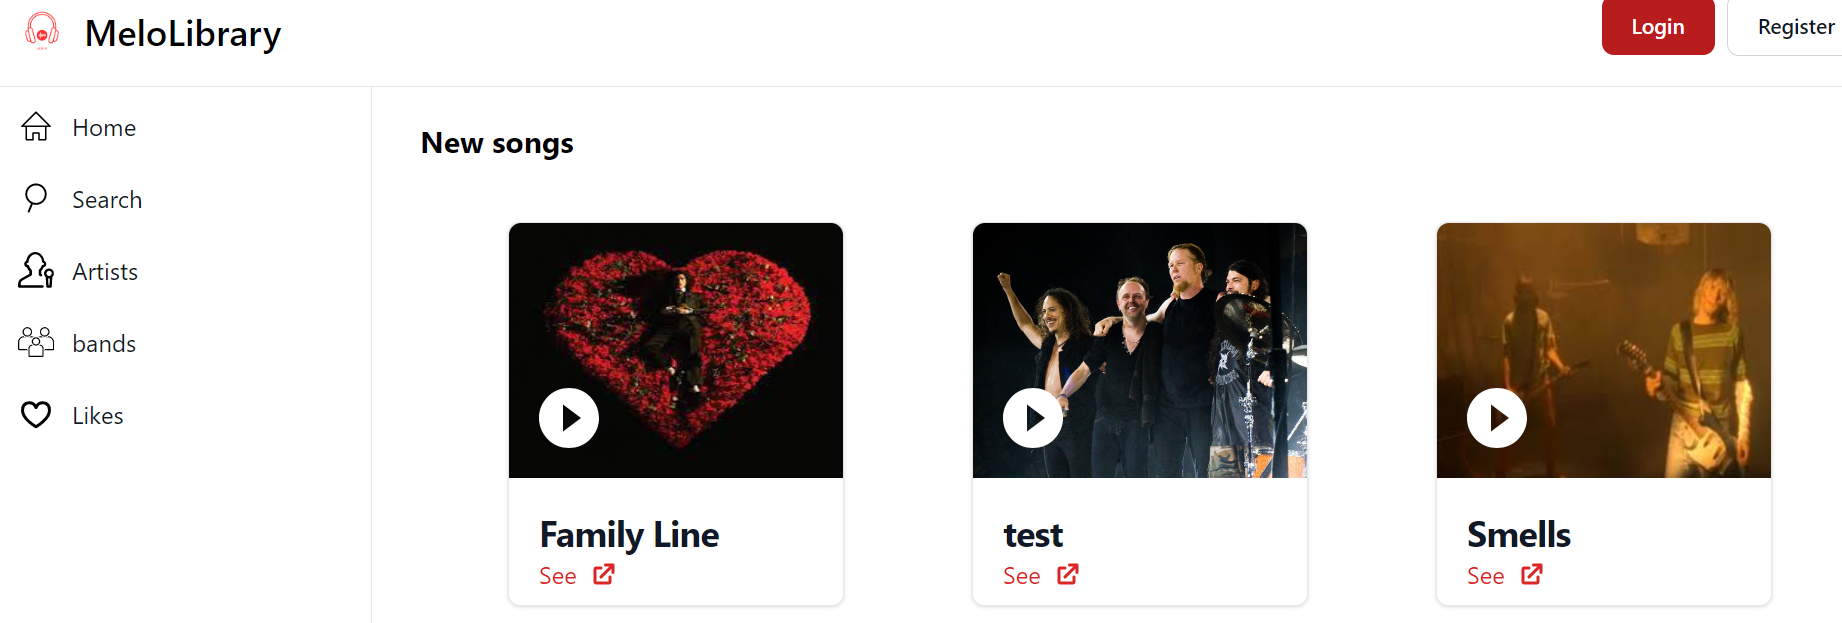 MeloLibrary
Login
Register
Home
Search
Artists
bands
Likes
New songs
Family Line
See
test
See
Smells
See